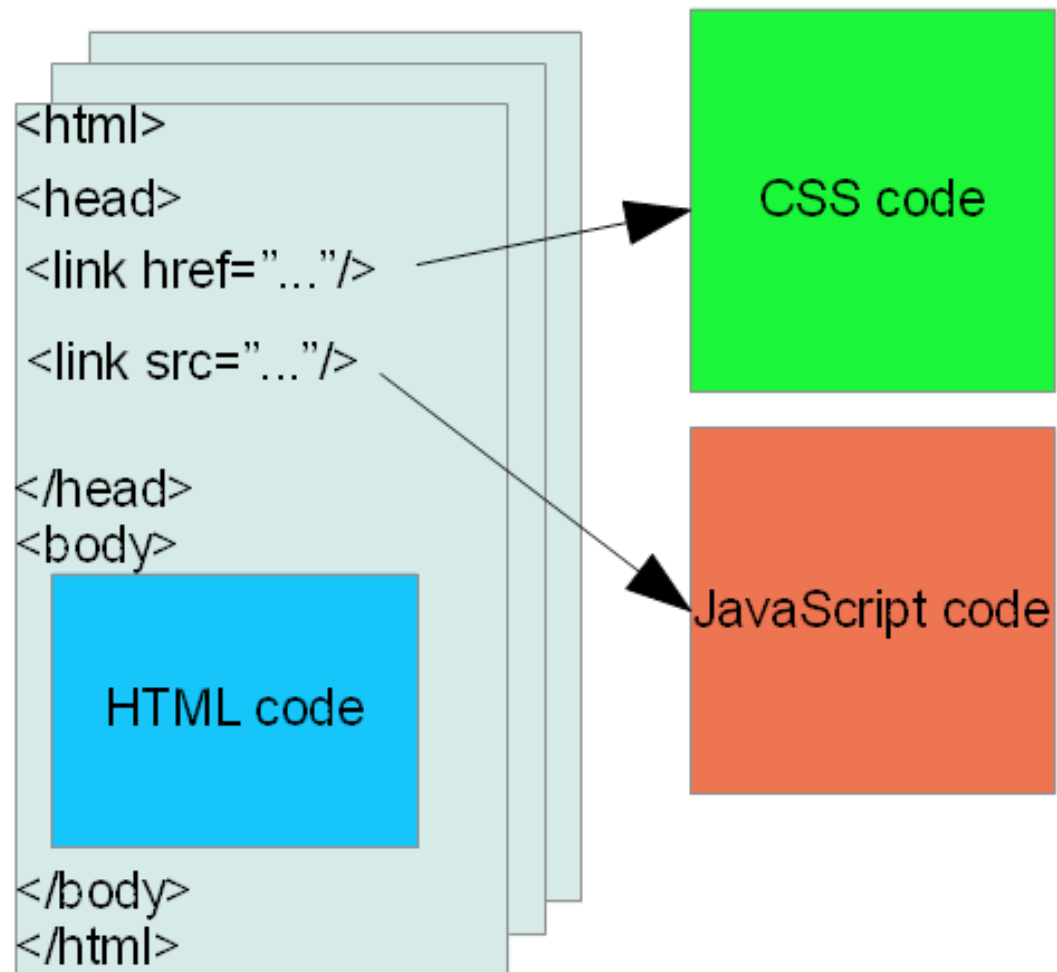 <html>
<head>
<link href=”...”/>
<link src=”...”/>
</head>
<body>
HTML code
</body>
</html>
CSS code
JavaScript code